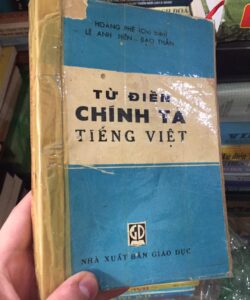 HOÀNG PHÊ (CHỦ BIÊN)
LÊ ANH HIỀN - ĐÀO THẢN
TỪ ĐIỂN
CHÍNH TẢ
TIẾNG VIỆT
GD
NHÀ XUẤT BẢN GIÁO DỤC